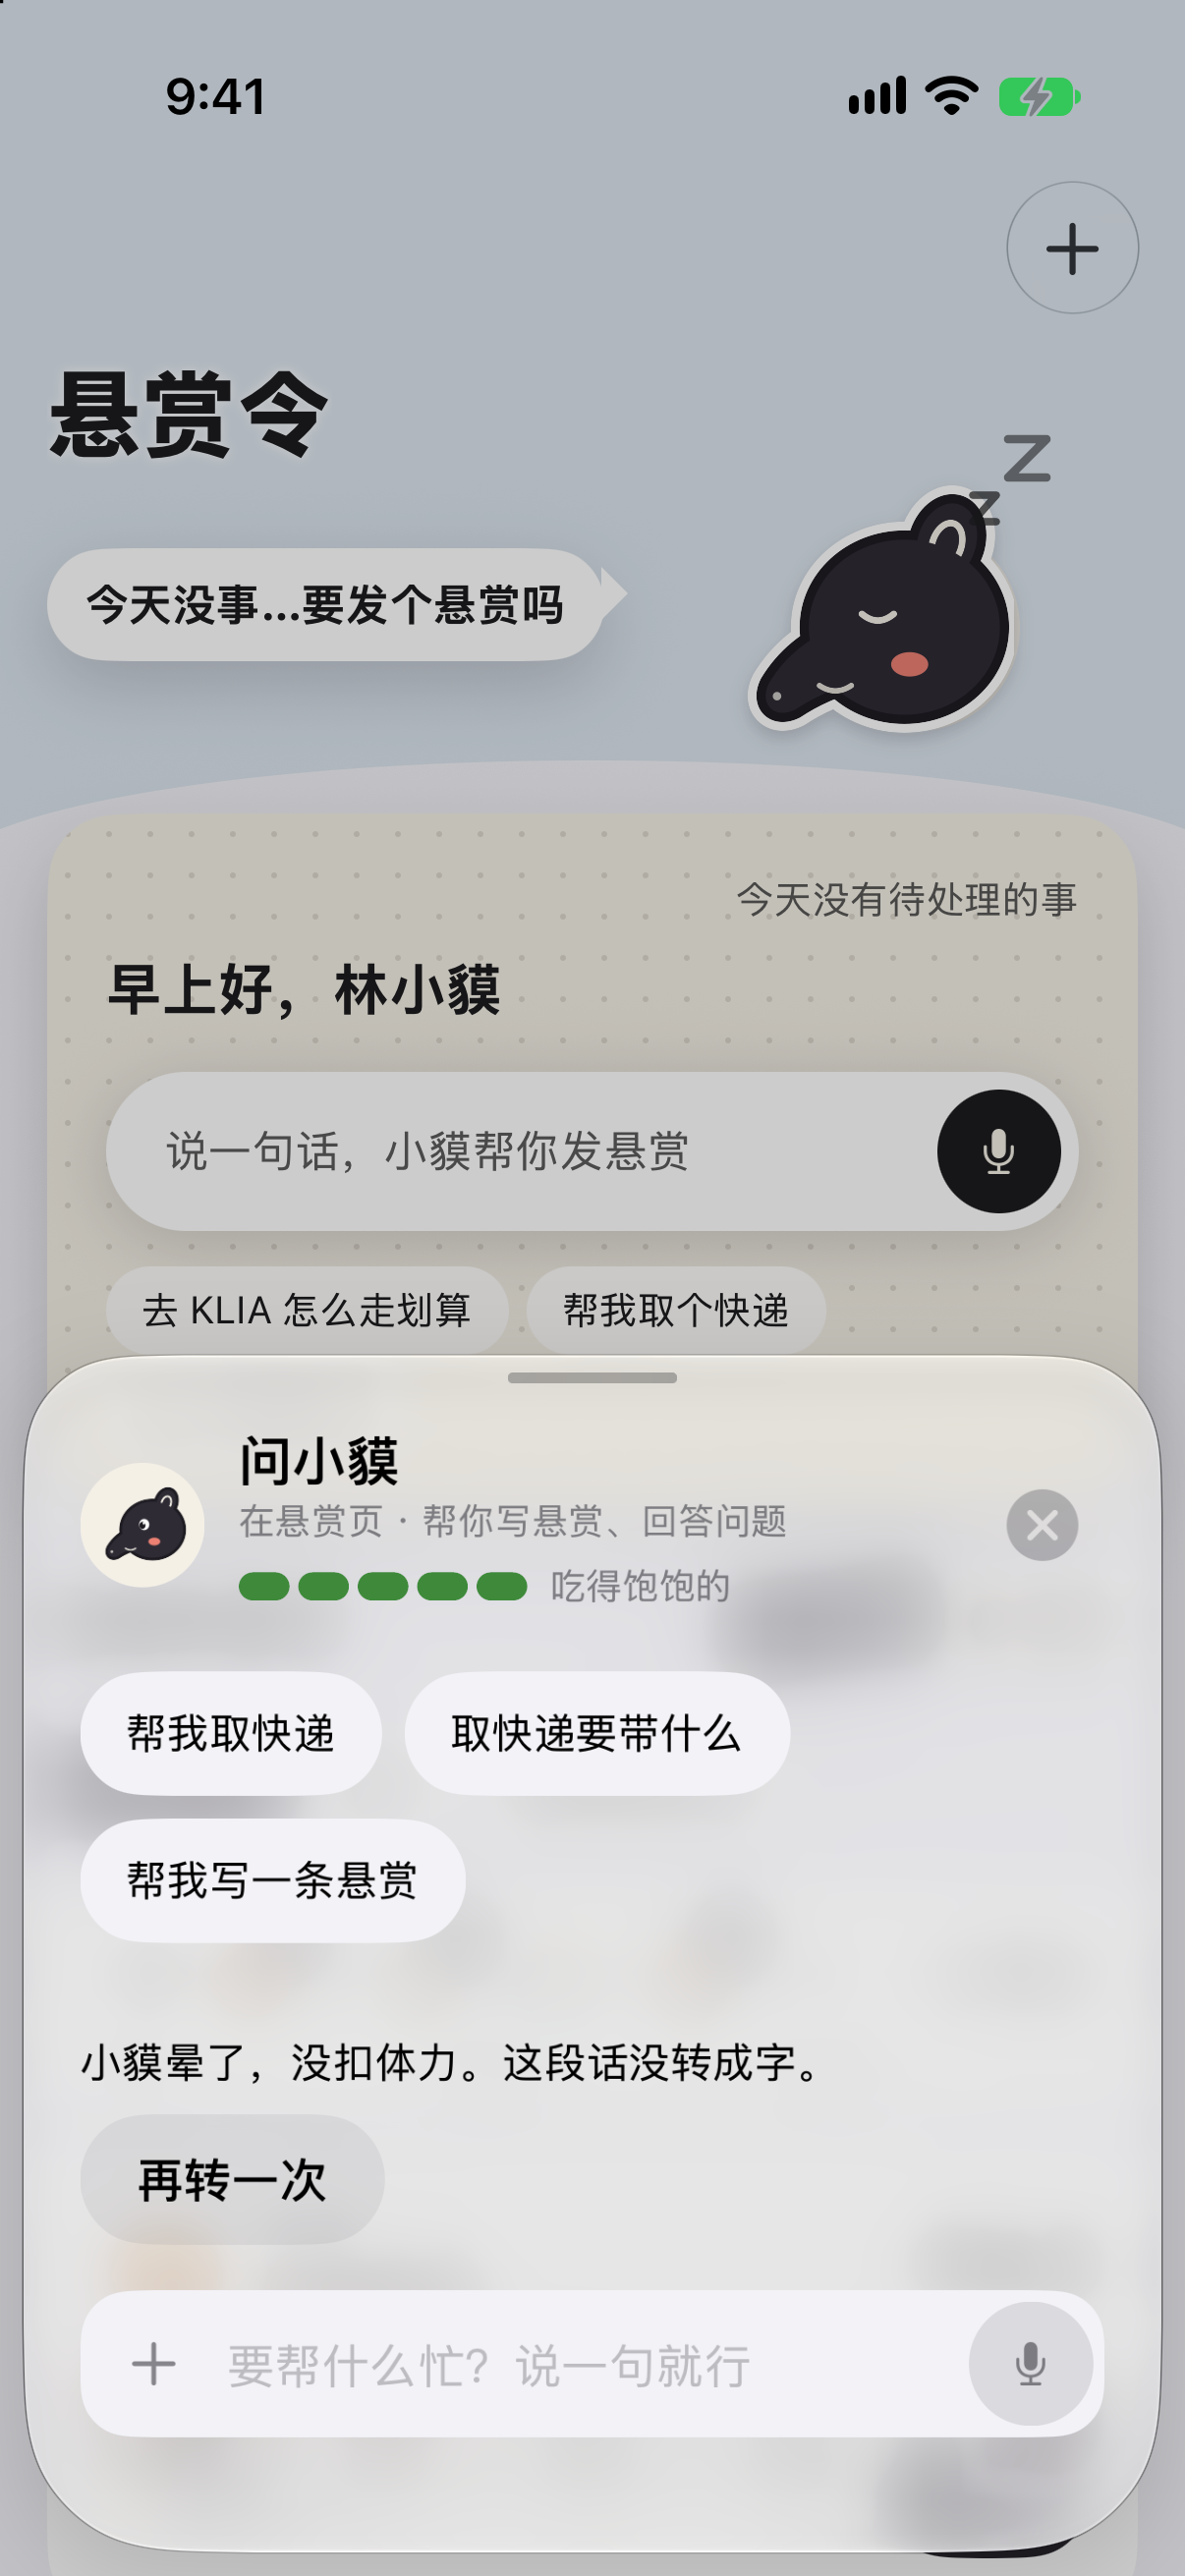 9:41
悬赏令
Z
z
今天没事...要发个悬赏吗
今天没有待处理的事
早上好，林小貘
说一句话，小貘帮你发悬赏
去 KLIA 怎么走划算
帮我取个快递
问小貘
在悬赏页 · 帮你写悬赏、回答问题
吃得饱饱的
帮我取快递
取快递要带什么
帮我写一条悬赏
小貘晕了，没扣体力。这段话没转成字。
再转一次
要帮什么忙？说一句就行